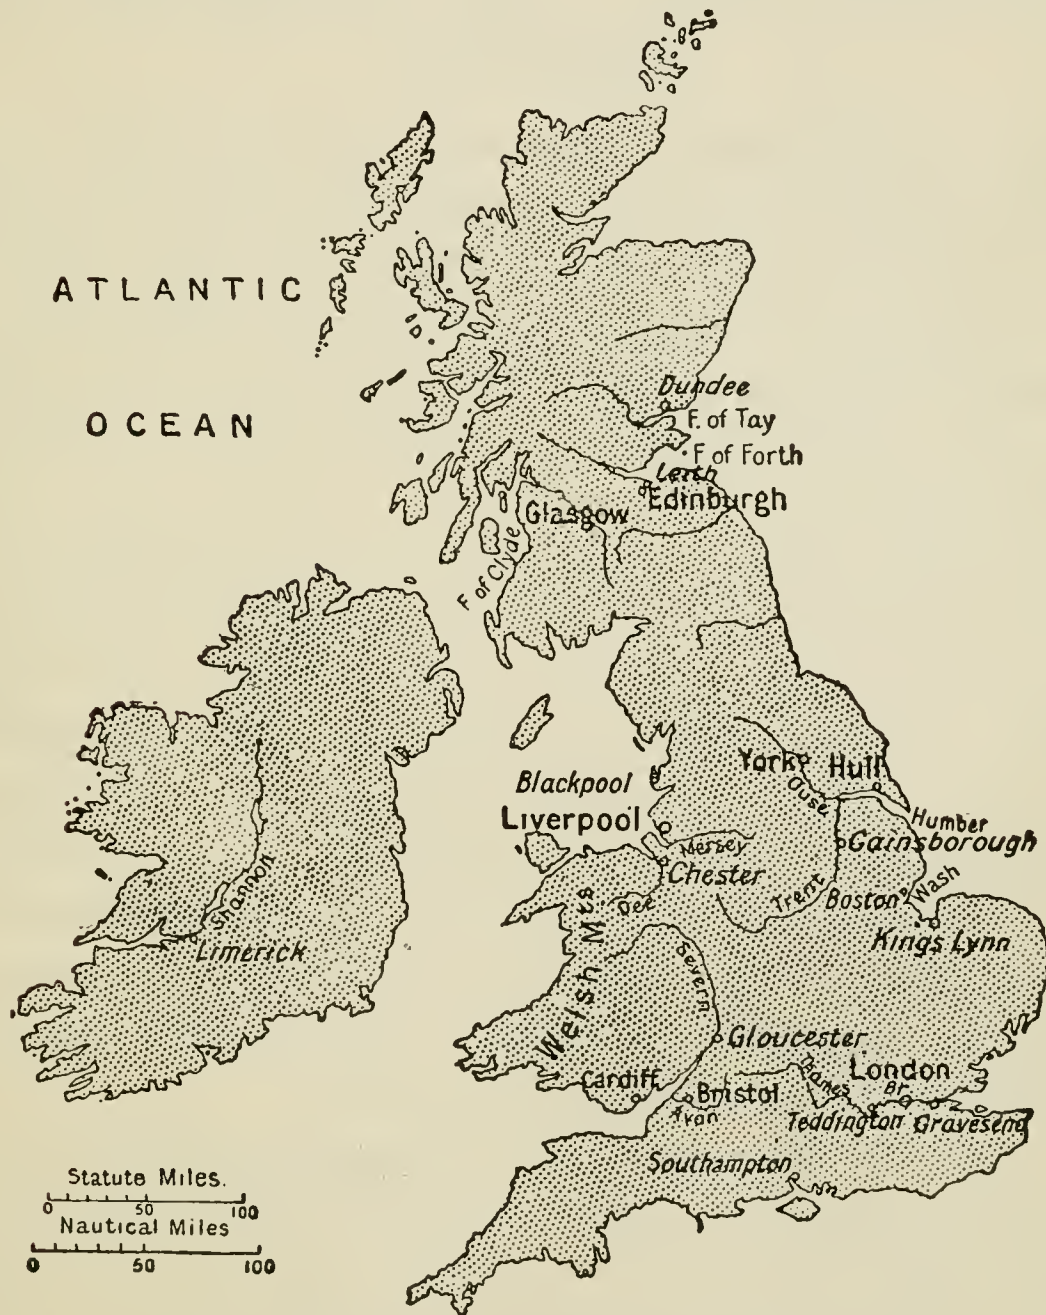 ATLANTIC
OCEAN
Dundee
F. of Tay
F of Forth
Leith
Edinburgh
Glasgow
F of Clyde
York
Hull
Ouse
Blackpool
Liverpool
Humber
Mersey
Gainsborough
Chester
Trent
Boston
Wash
Dee
Kings Lynn
Shannon
Limerick
Welsh Mts
Severn
Gloucester
London
Br.
Thames
Cardiff
Bristol
Avon
Teddington
Gravesend
Southampton
Statute Miles.
0 50 100
Nautical Miles
0 50 100